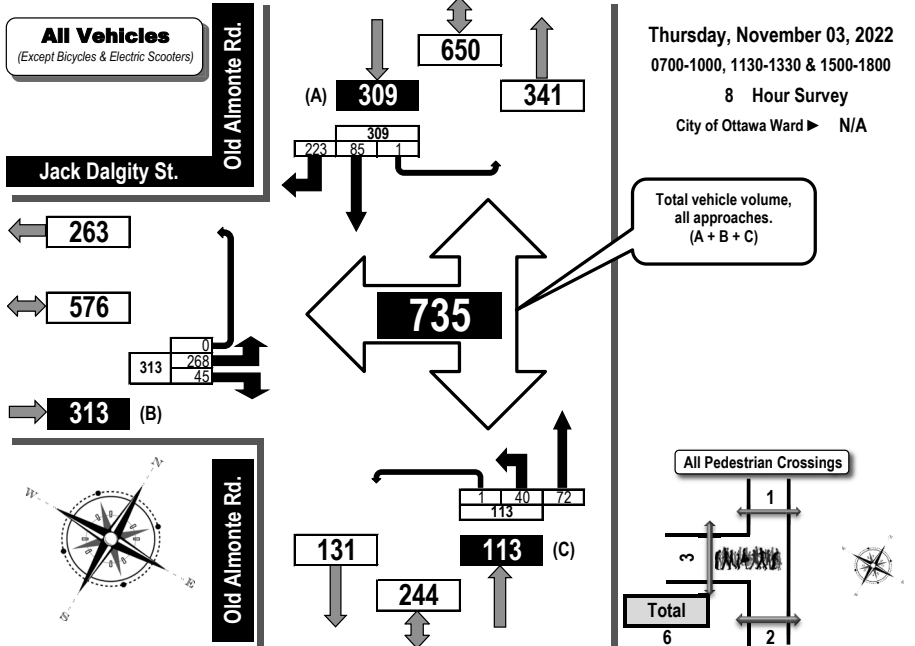 All Vehicles
(Except Bicycles & Electric Scooters)
Old Almonte Rd.
Jack Dalgity St.
650
(A) 309
341
309
223 85 1
Thursday, November 03, 2022
0700-1000, 1130-1330 & 1500-1800
8 Hour Survey
City of Ottawa Ward ► N/A
Total vehicle volume,
all approaches.
(A + B + C)
263
576
735
0
313 268
45
313 (B)
N
W
E
S
Old Almonte Rd.
1 40 72
113
131
113 (C)
244
All Pedestrian Crossings
1
3
Total
6
2